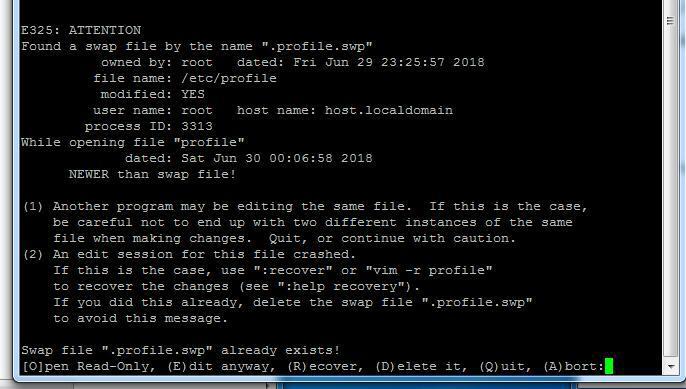 E325: ATTENTION
Found a swap file by the name ".profile.swp"
          owned by: root   dated: Fri Jun 29 23:25:57 2018
         file name: /etc/profile
          modified: YES
         user name: root   host name: host.localdomain
        process ID: 3313
While opening file "profile"
             dated: Sat Jun 30 00:06:58 2018
      NEWER than swap file!
(1) Another program may be editing the same file.  If this is the case,
    be careful not to end up with two different instances of the same
    file when making changes.  Quit, or continue with caution.
(2) An edit session for this file crashed.
    If this is the case, use ":recover" or "vim -r profile"
    to recover the changes (see ":help recovery").
    If you did this already, delete the swap file ".profile.swp"
    to avoid this message.
Swap file ".profile.swp" already exists!
[O]pen Read-Only, (E)dit anyway, (R)ecover, (D)elete it, (Q)uit, (A)bort: